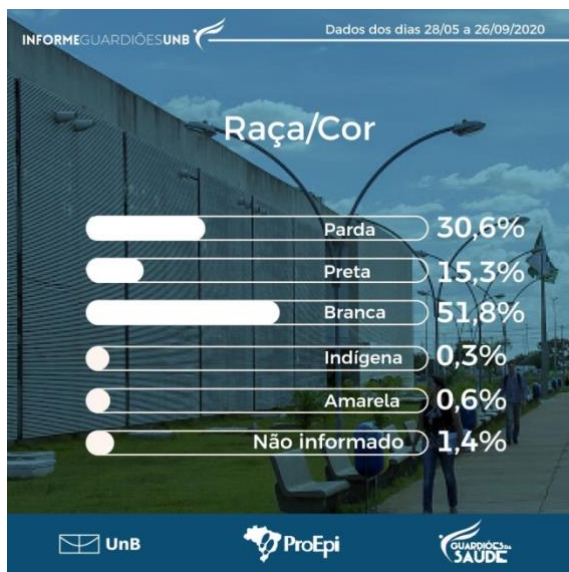 INFORMEGUARDIÕESUNB
Dados dos dias 28/05 a 26/09/2020
Raça/Cor
Parda 30,6%
Preta 15,3%
Branca 51,8%
Indígena 0,3%
Amarela 0,6%
Não informado 1,4%
UnB
ProEpi
GUARDIÕES DA
SAÚDE